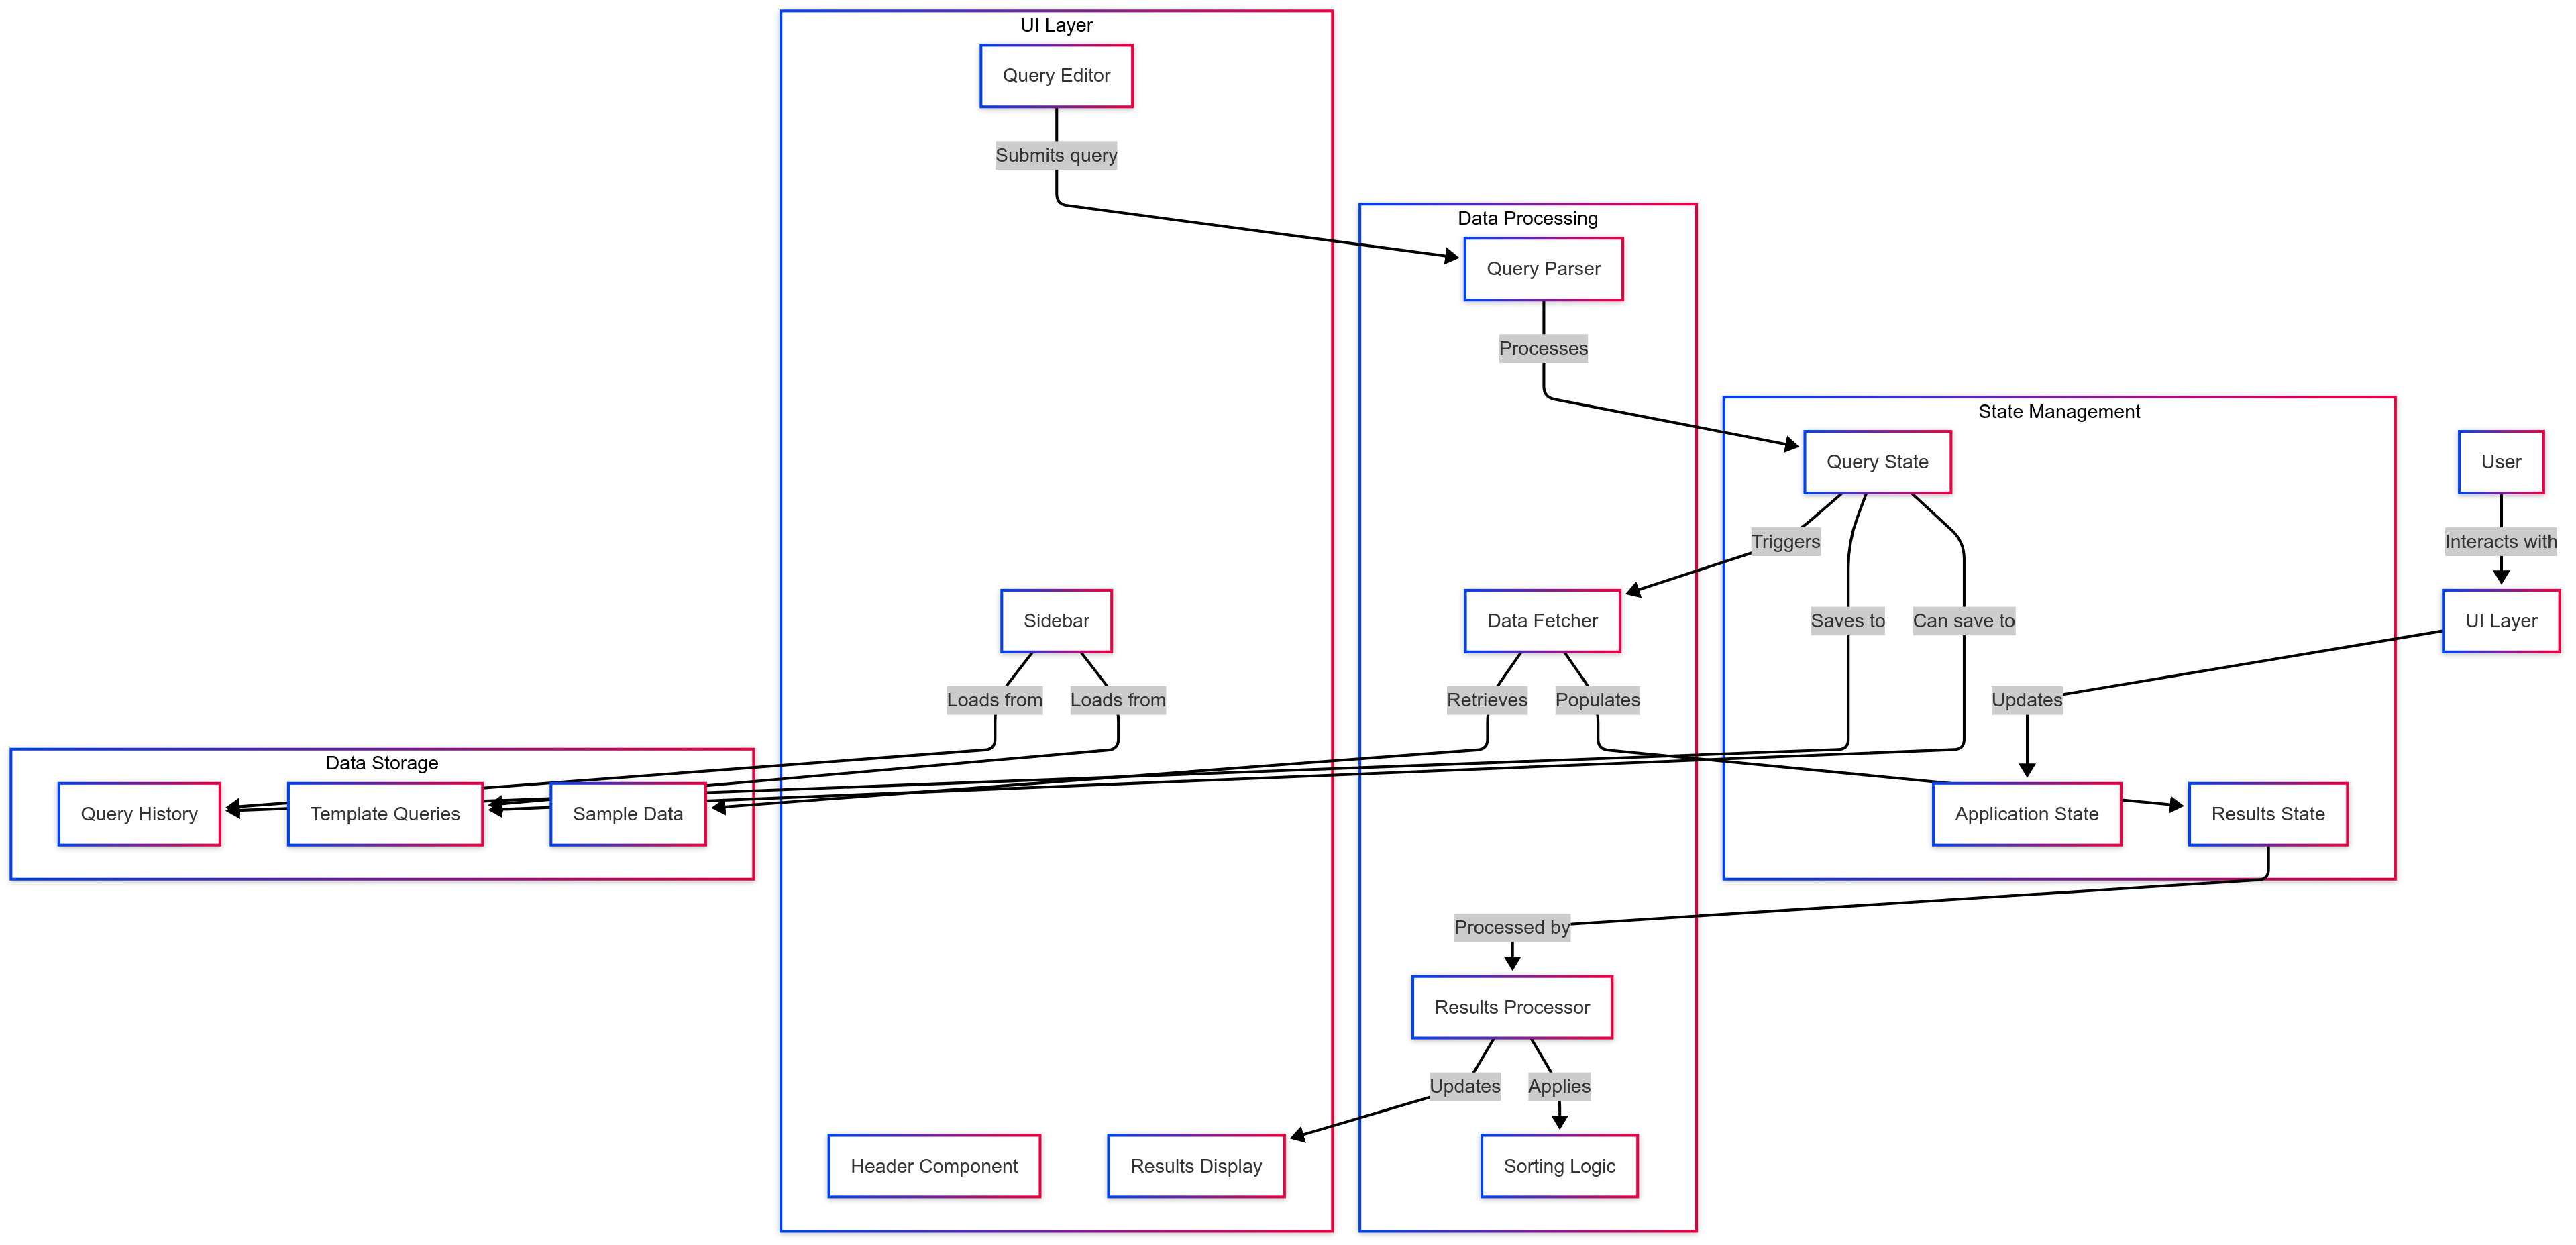 UI Layer
Query Editor
Submits query
Data Processing
Query Parser
Processes
State Management
Query State
User
Triggers
Interacts with
Sidebar
Data Fetcher
Saves to
Can save to
UI Layer
Loads from
Loads from
Retrieves
Populates
Updates
Data Storage
Query History
Template Queries
Sample Data
Application State
Results State
Processed by
Results Processor
Updates
Applies
Header Component
Results Display
Sorting Logic